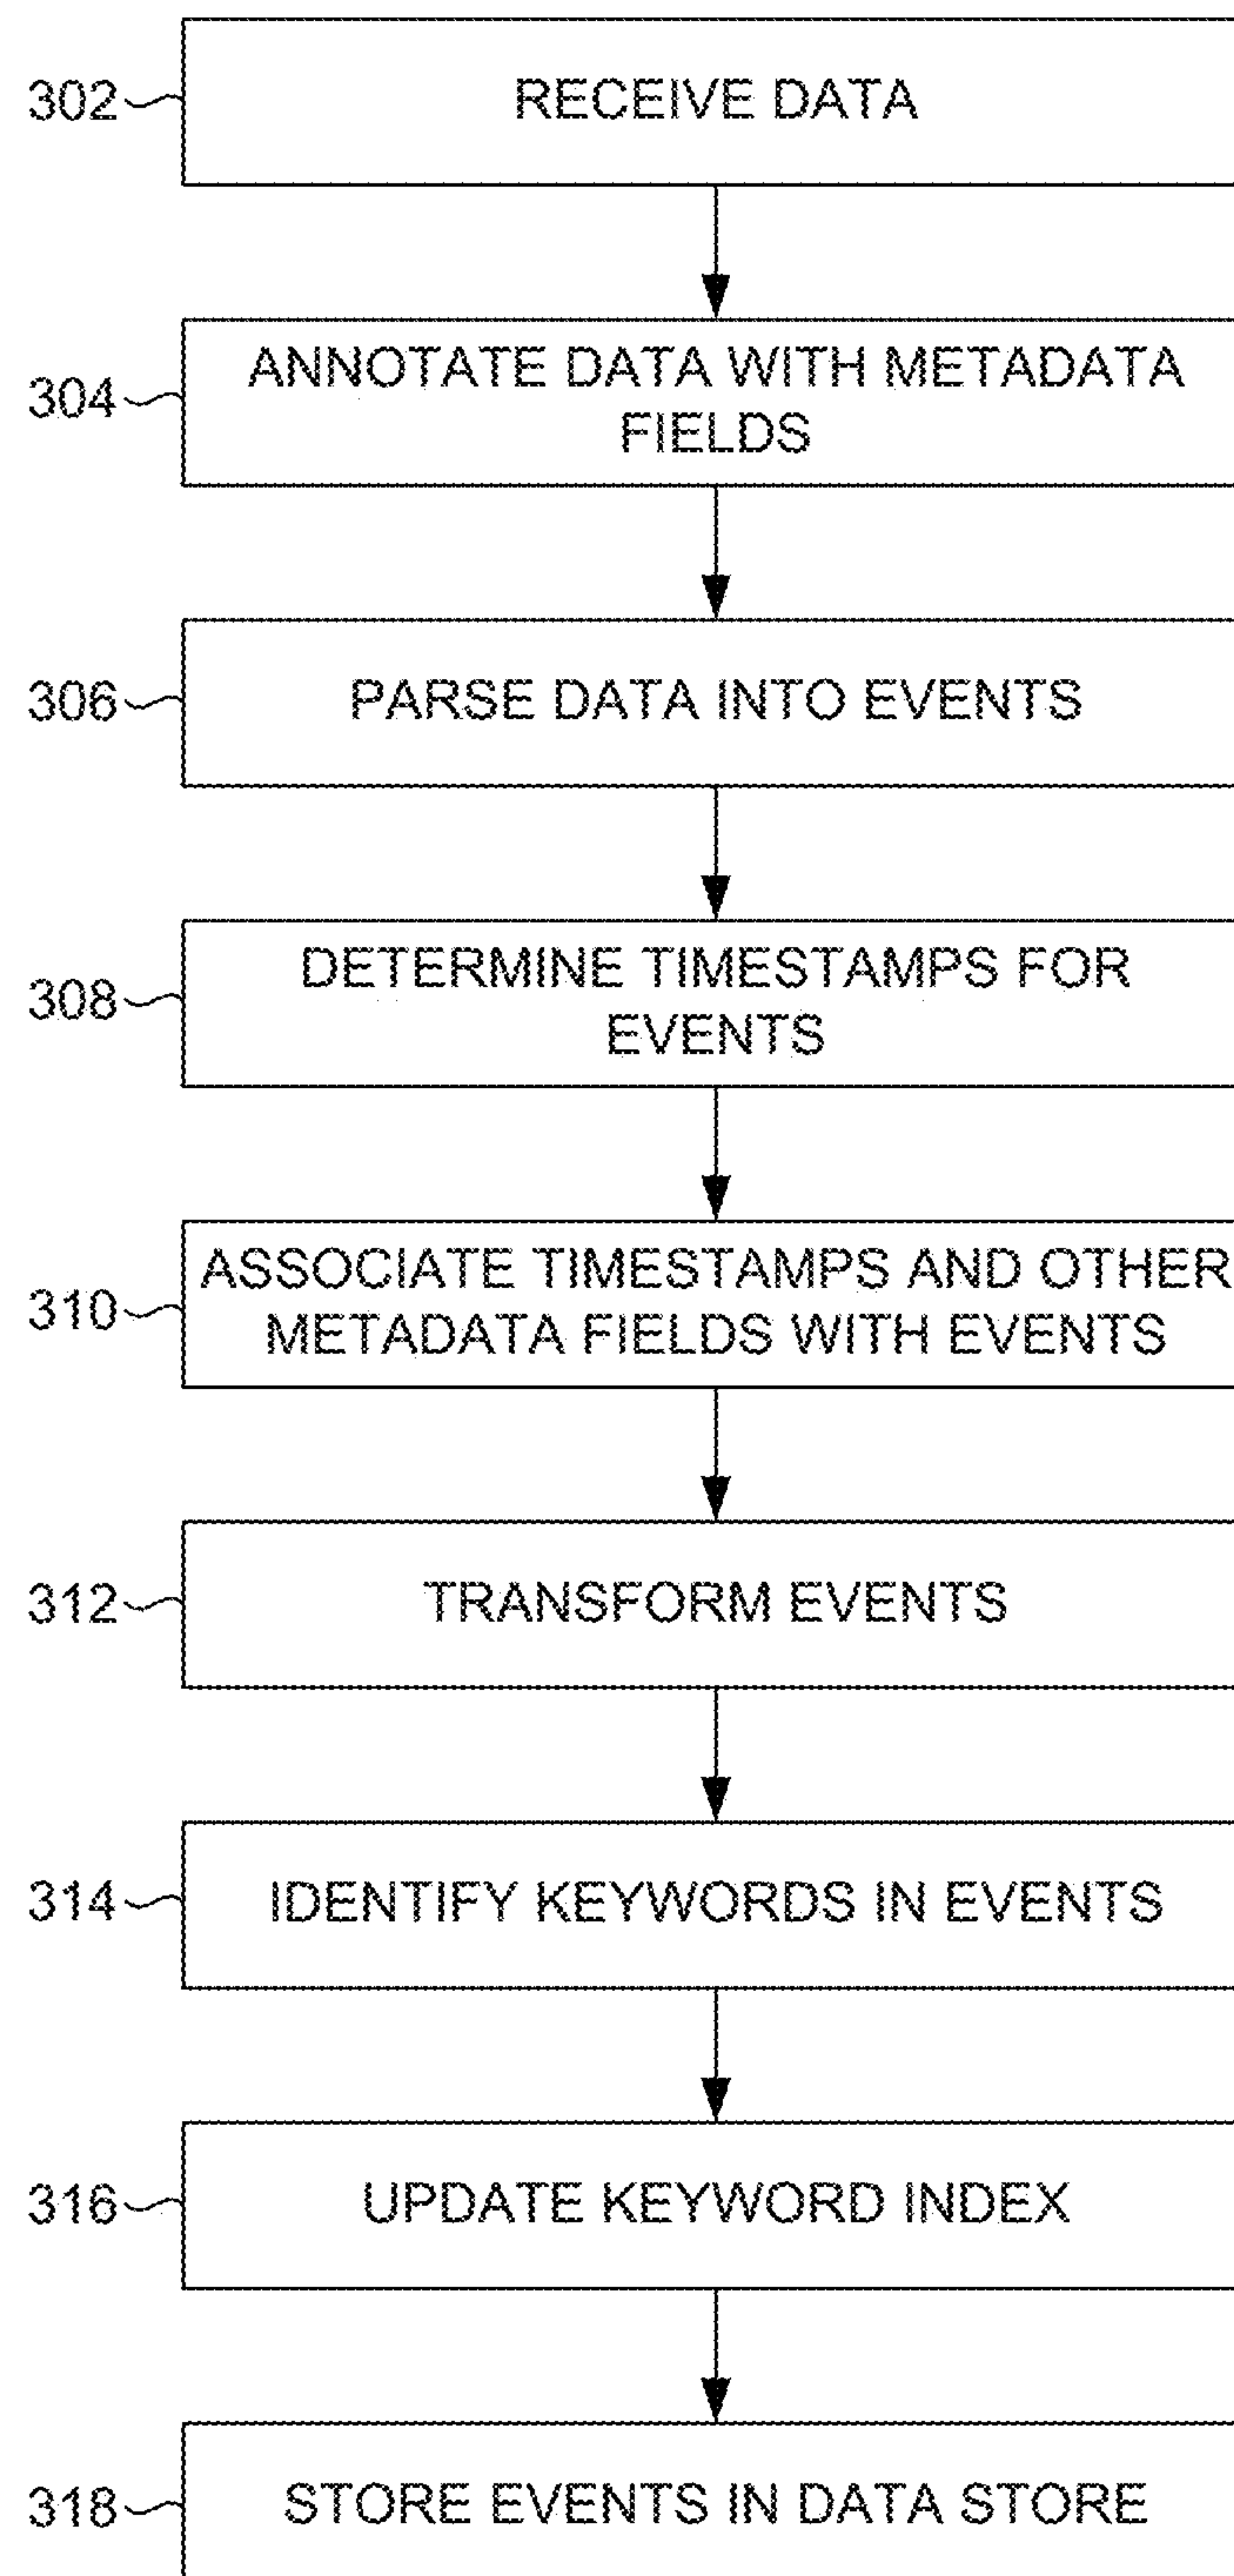 302
RECEIVE DATA
304
ANNOTATE DATA WITH METADATA
FIELDS
306
PARSE DATA INTO EVENTS
308
DETERMINE TIMESTAMPS FOR
EVENTS
310
ASSOCIATE TIMESTAMPS AND OTHER
METADATA FIELDS WITH EVENTS
312
TRANSFORM EVENTS
314
IDENTIFY KEYWORDS IN EVENTS
316
UPDATE KEYWORD INDEX
318
STORE EVENTS IN DATA STORE